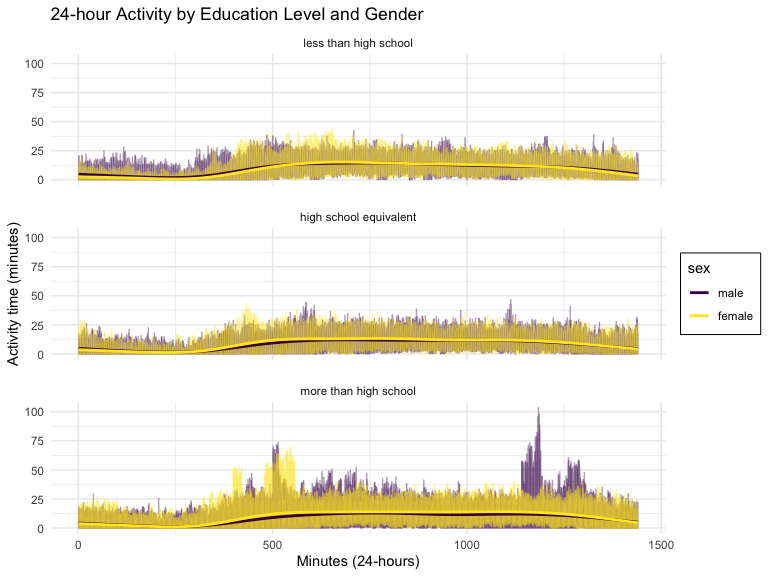 24-hour Activity by Education Level and Gender
less than high school
100
75
50
25
0
high school equivalent
100
75
50
25
0
more than high school
100
75
50
25
0
0 500 1000 1500
Minutes (24-hours)
Activity time (minutes)
sex
male
female